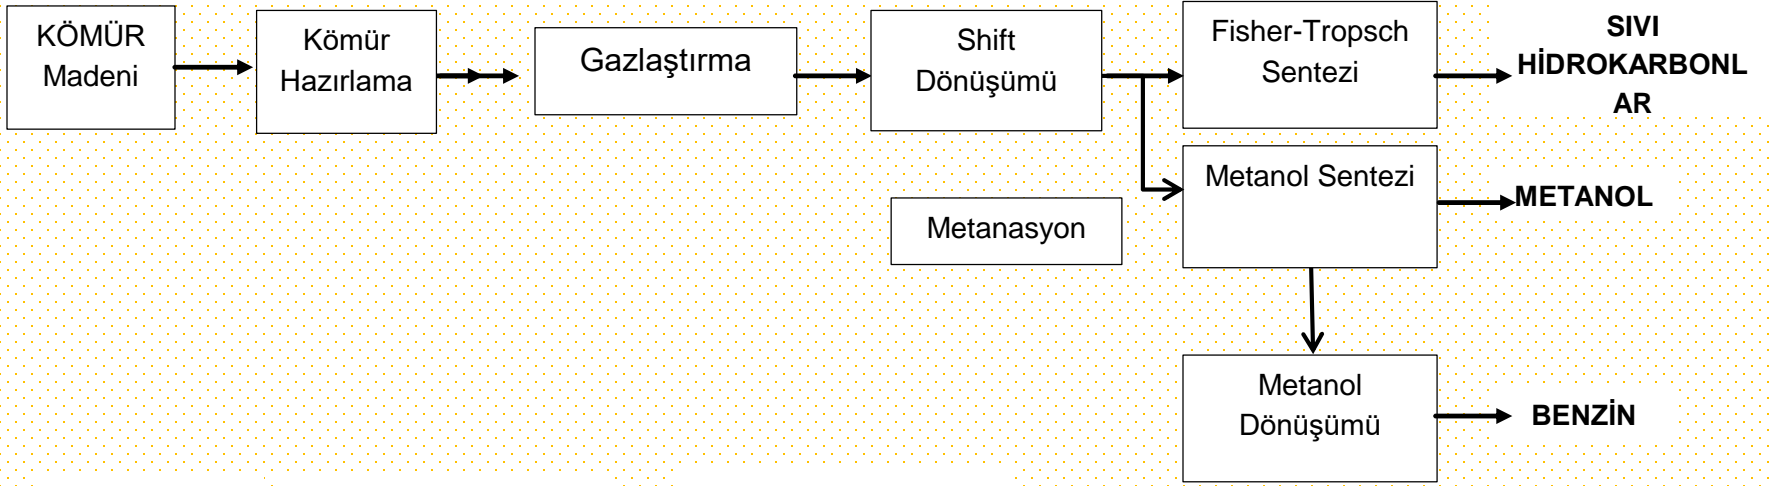 KÖMÜR
Madeni
Kömür
Hazırlama
Gazlaştırma
Shift
Dönüşümü
Fisher-Tropsch
Sentezi
SIVI
HİDROKARBONL
AR
Metanol Sentezi
METANOL
Metanasyon
Metanol
Dönüşümü
BENZİN